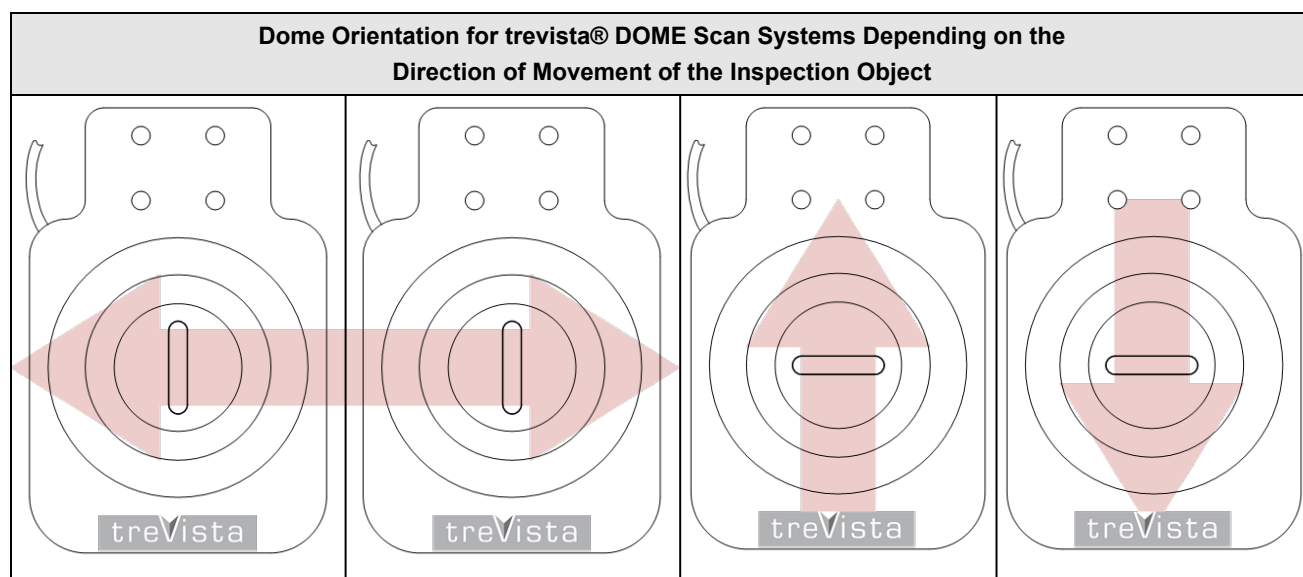 Dome Orientation for trevista® DOME Scan Systems Depending on the
Direction of Movement of the Inspection Object
treVista
treVista
treVista
treVista